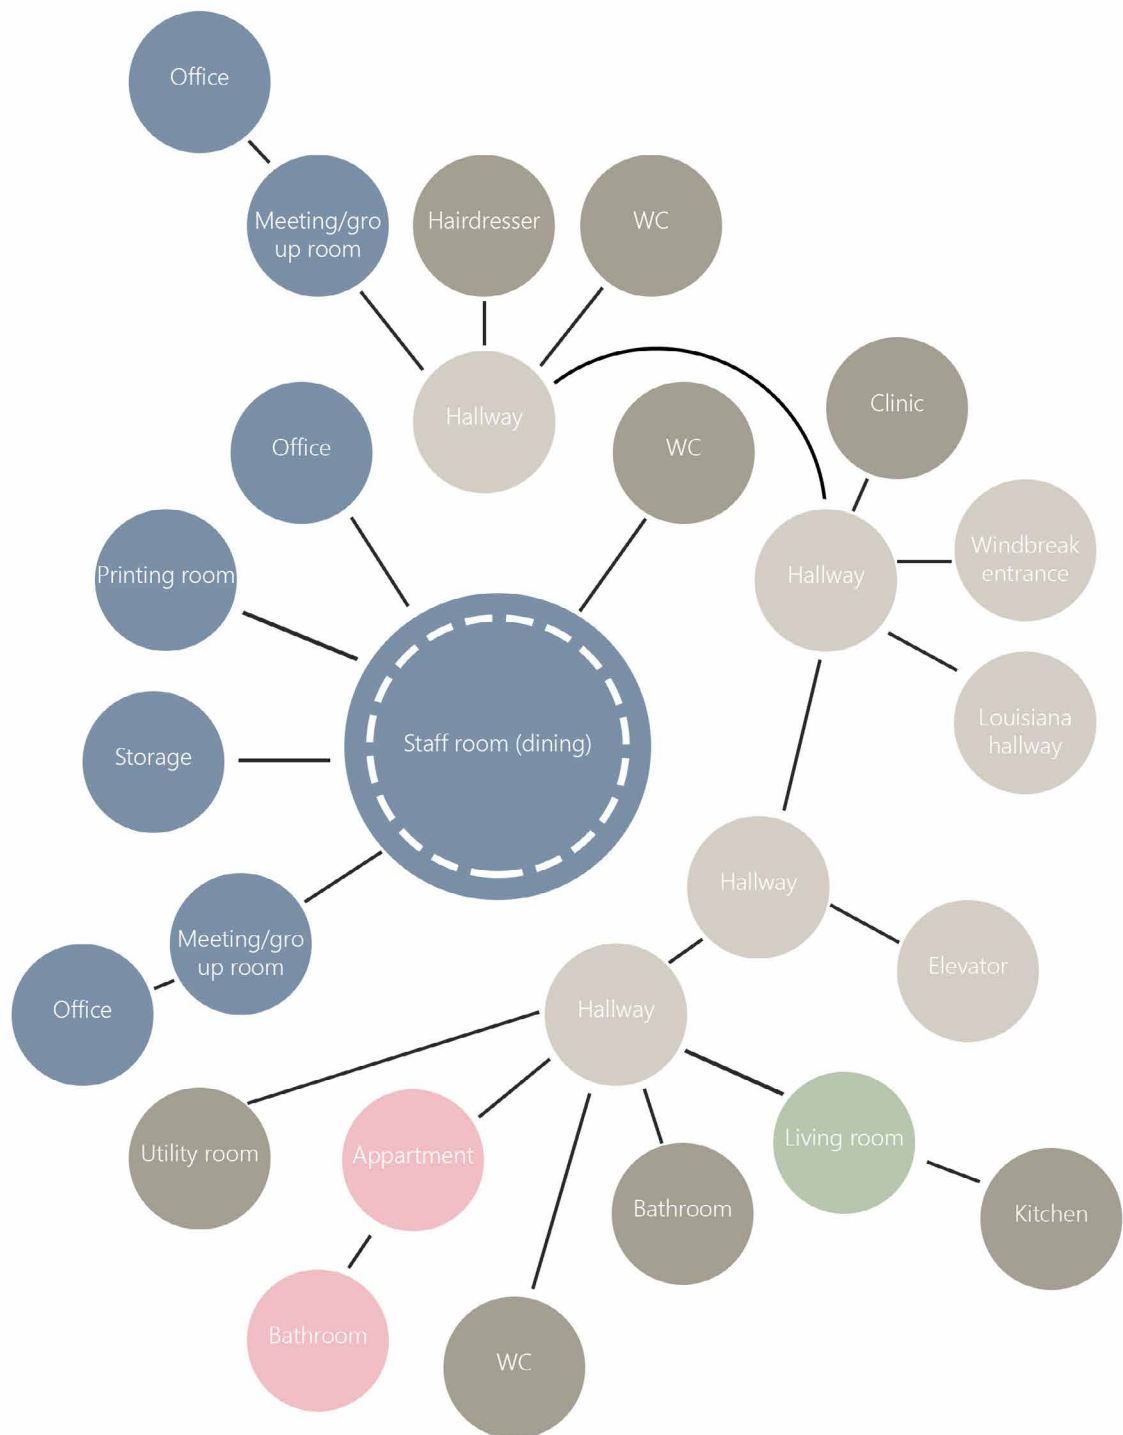 Office
Meeting/gro
up room
Hairdresser
WC
Hallway
Clinic
Office
WC
Windbreak
entrance
Printing room
Hallway
Louisiana
hallway
Staff room (dining)
Storage
Hallway
Meeting/gro
up room
Elevator
Office
Hallway
Living room
Utility room
Appartment
Bathroom
Kitchen
Bathroom
WC